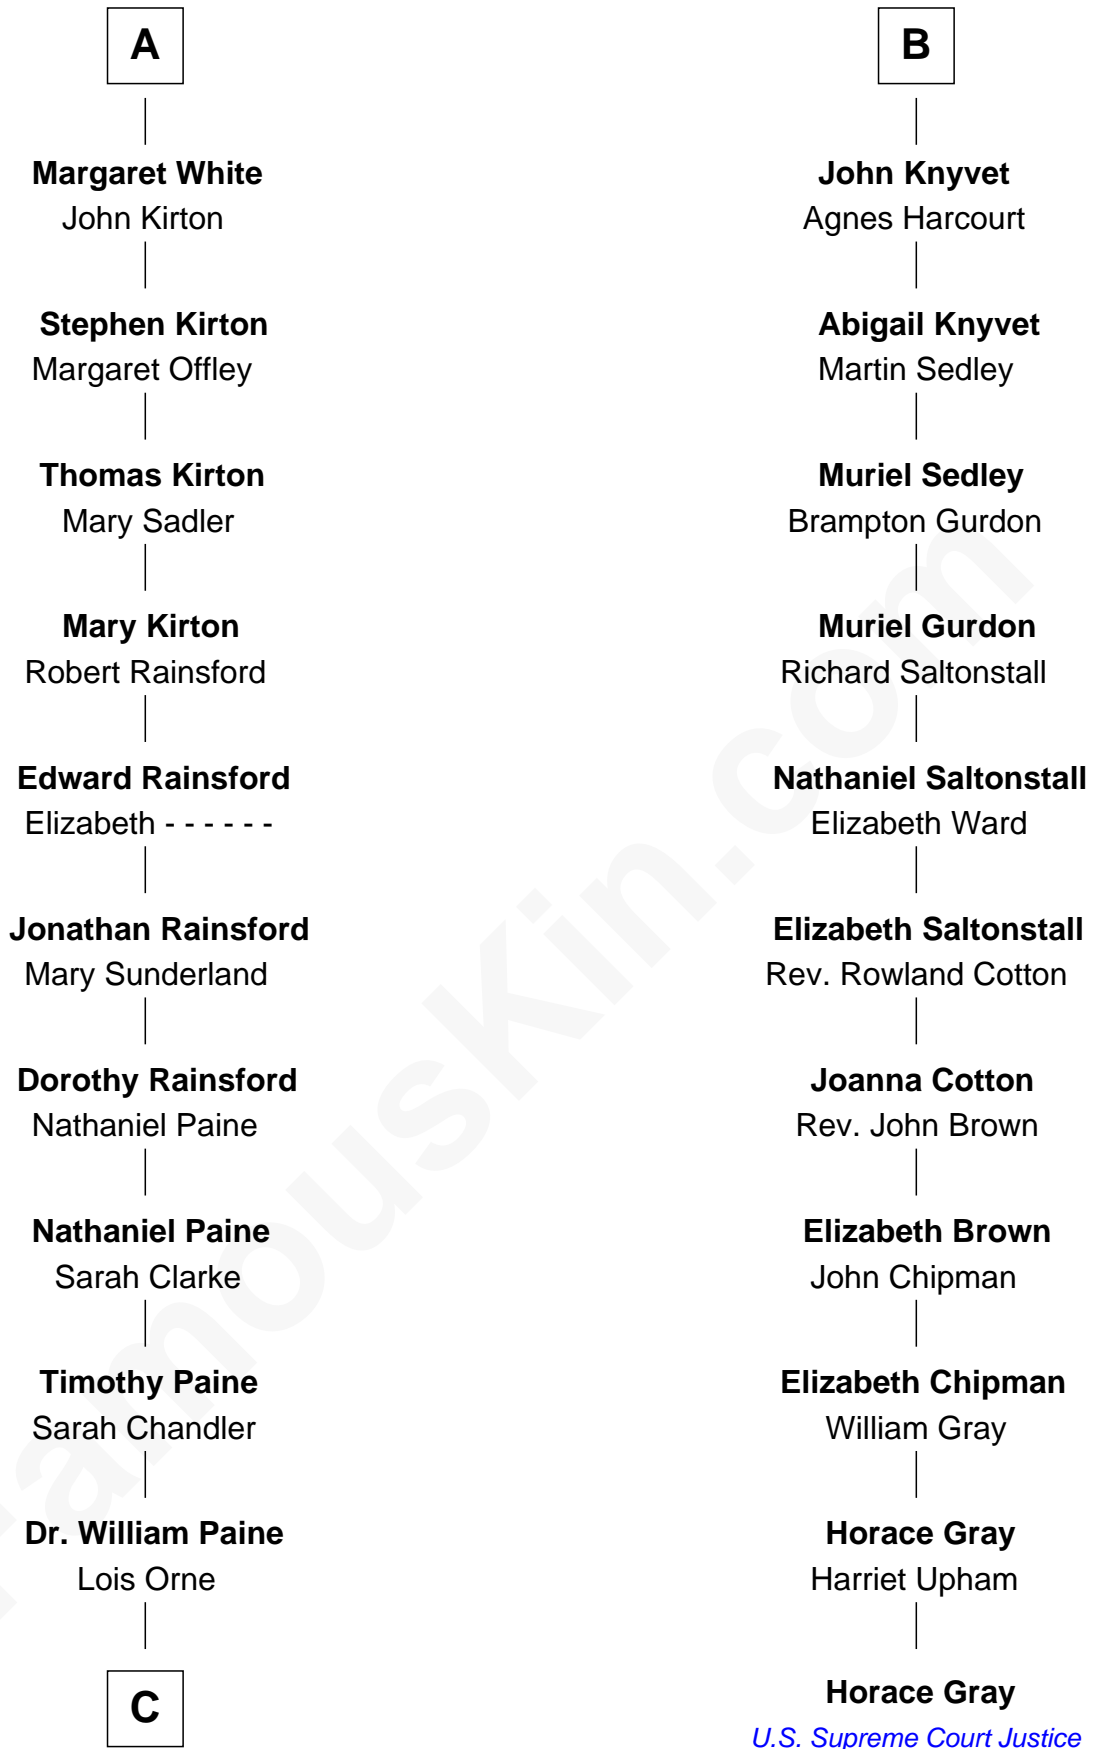 A
Margaret White
John Kirton
Stephen Kirton
Margaret Offley
Thomas Kirton
Mary Sadler
Mary Kirton
Robert Rainsford
Edward Rainsford
Elizabeth - - - - - -
Jonathan Rainsford
Mary Sunderland
Dorothy Rainsford
Nathaniel Paine
Nathaniel Paine
Sarah Clarke
Timothy Paine
Sarah Chandler
Dr. William Paine
Lois Orne
C
B
John Knyvet
Agnes Harcourt
Abigail Knyvet
Martin Sedley
Muriel Sedley
Brampton Gurdon
Muriel Gurdon
Richard Saltonstall
Nathaniel Saltonstall
Elizabeth Ward
Elizabeth Saltonstall
Rev. Rowland Cotton
Joanna Cotton
Rev. John Brown
Elizabeth Brown
John Chipman
Elizabeth Chipman
William Gray
Horace Gray
Harriet Upham
Horace Gray
U.S. Supreme Court Justice
FamousKin.com